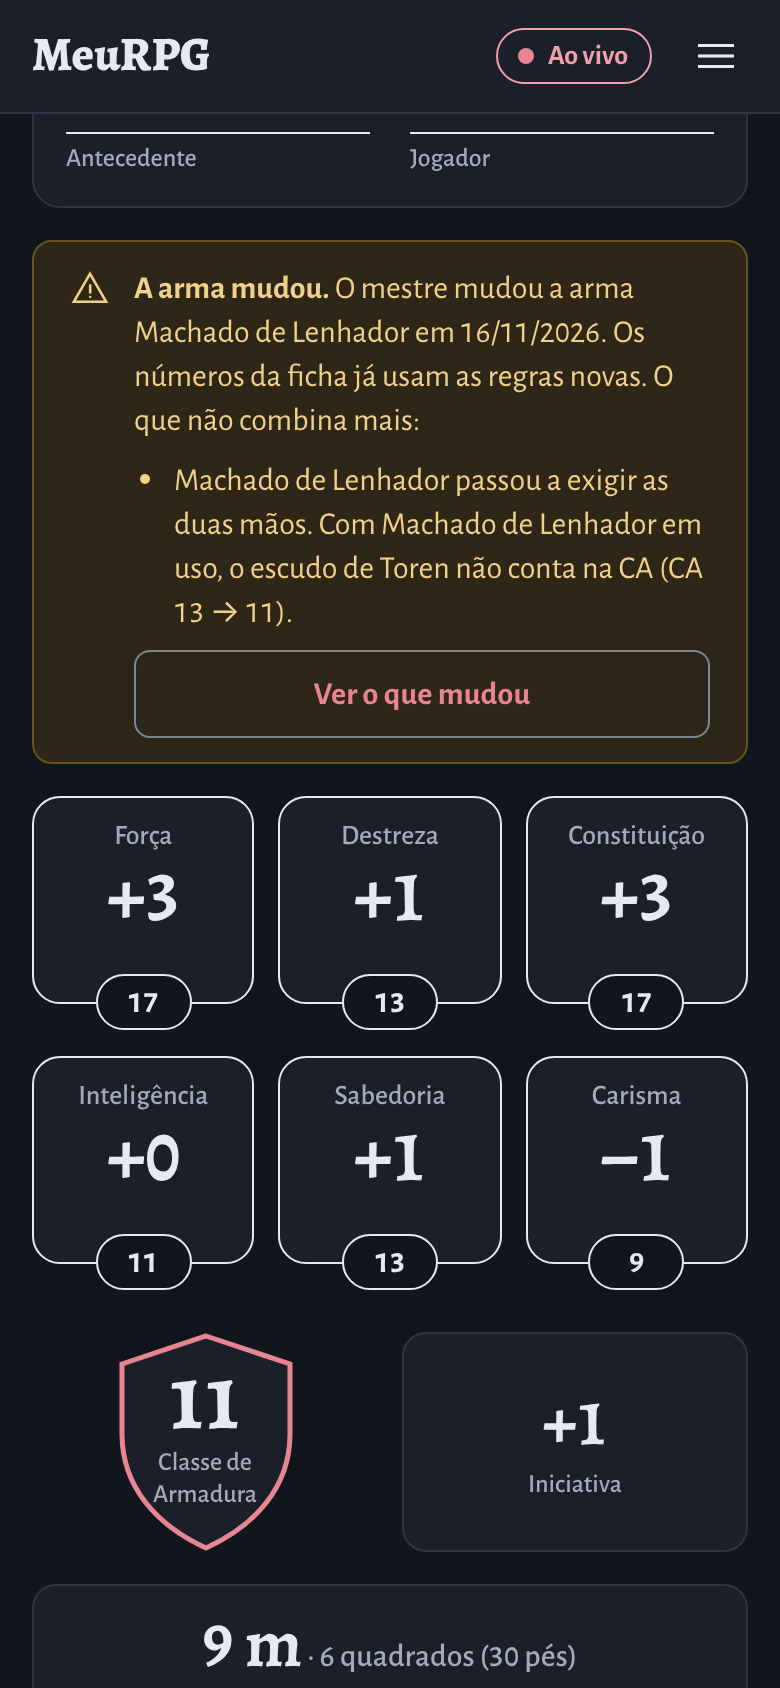 MeuRPG
Ao vivo
Antecedente
Jogador
A arma mudou. O mestre mudou a arma
Machado de Lenhador em 16/11/2026. Os
números da ficha já usam as regras novas. O
que não combina mais:
• Machado de Lenhador passou a exigir as
duas mãos. Com Machado de Lenhador em
uso, o escudo de Toren não conta na CA (CA
13 → 11).
Ver o que mudou
Força
+3
17
Destreza
+1
13
Constituição
+3
17
Inteligência
+0
11
Sabedoria
+1
13
Carisma
−1
9
11
Classe de
Armadura
+1
Iniciativa
9 m · 6 quadrados (30 pés)